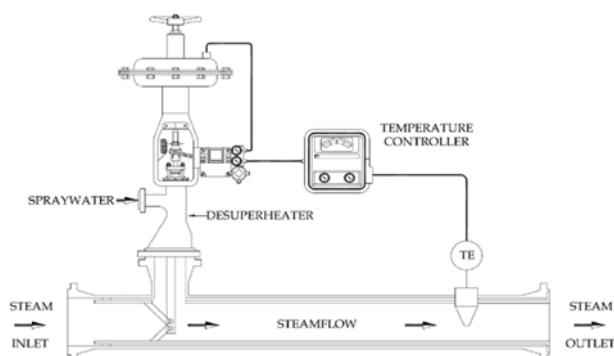 TEMPERATURE
CONTROLLER
SPRAYWATER
DESUPERHEATER
TE
STEAM
INLET
STEAMFLOW
STEAM
OUTLET